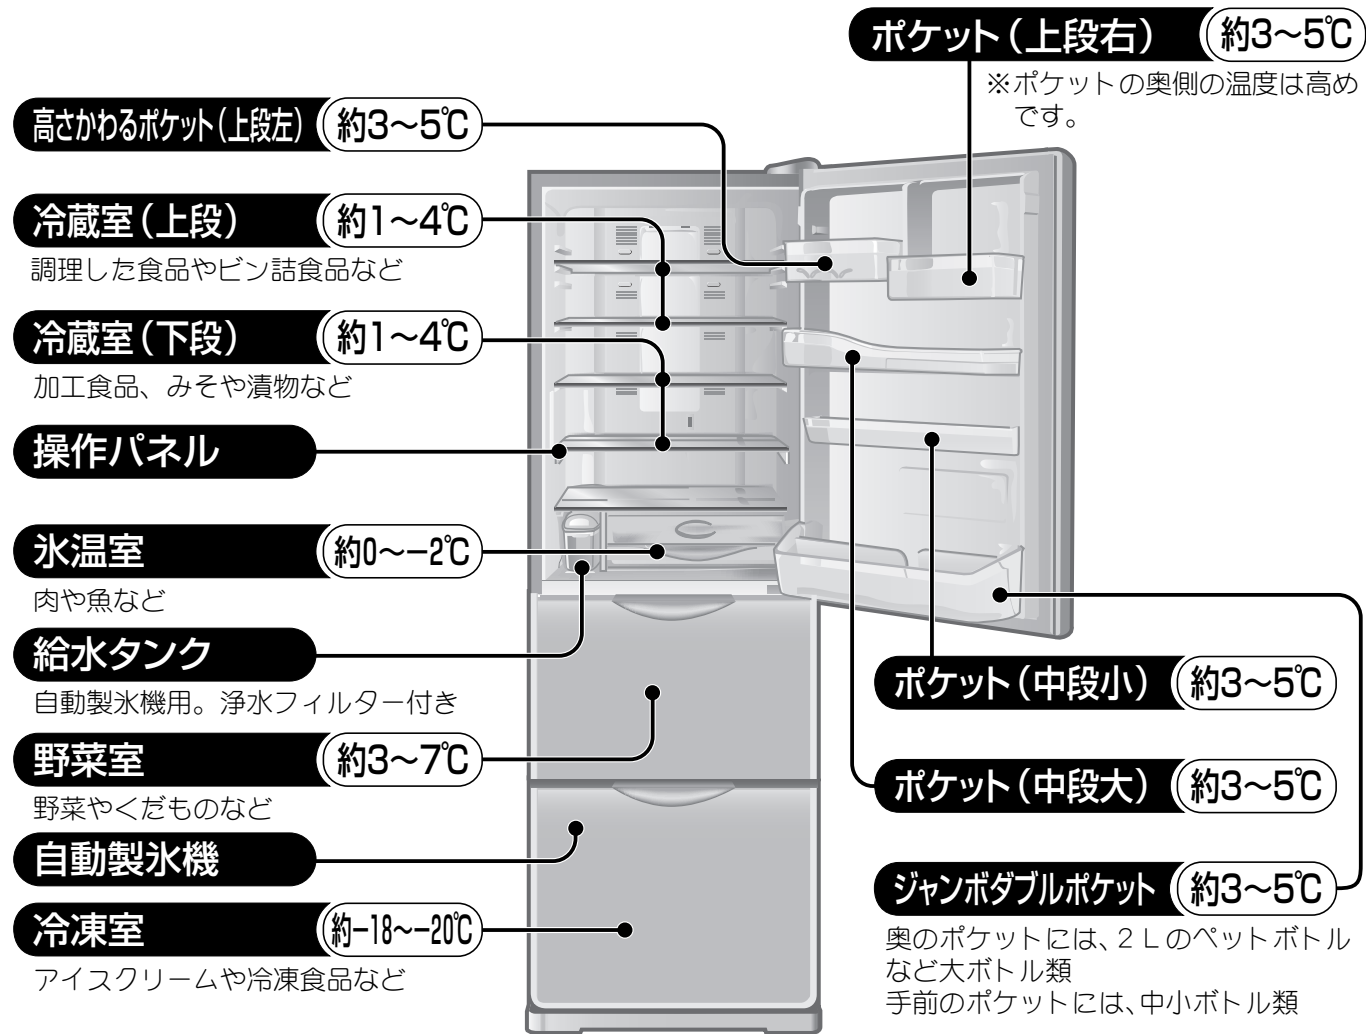 ポケット(上段右) 約3～5℃
※ポケットの奥側の温度は高め
です。
高さかわるポケット(上段左) 約3～5℃
冷蔵室(上段) 約1～4℃
調理した食品やビン詰食品など
冷蔵室(下段) 約1～4℃
加工食品、みそや漬物など
操作パネル
氷温室 約0～−2℃
肉や魚など
給水タンク
自動製氷機用。浄水フィルター付き
野菜室 約3～7℃
野菜やくだものなど
自動製氷機
冷凍室 約−18～−20℃
アイスクリームや冷凍食品など
ポケット(中段小) 約3～5℃
ポケット(中段大) 約3～5℃
ジャンボダブルポケット 約3～5℃
奥のポケットには、2Lのペットボトル
など大ボトル類
手前のポケットには、中小ボトル類